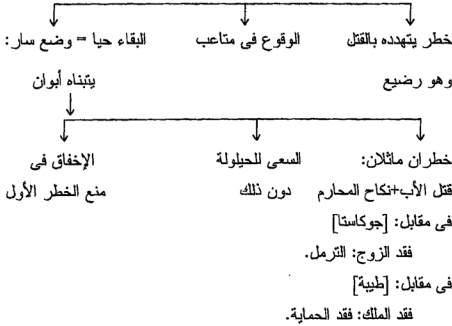 خطر يتهدده بالقتل الوقوع فى متاعب البقاء حيا = وضع سار:
وهو رضيع يتبناه أبوان
خطران ماثلان: السعى للحيلولة الإخفاق فى
قتل الأب+نكاح المحارم دون ذلك منع الخطر الأول
فى مقابل: [جوكاستا]
فقد الزوج: الترمل.
فى مقابل: [طيبة]
فقد الملك: فقد الحماية.